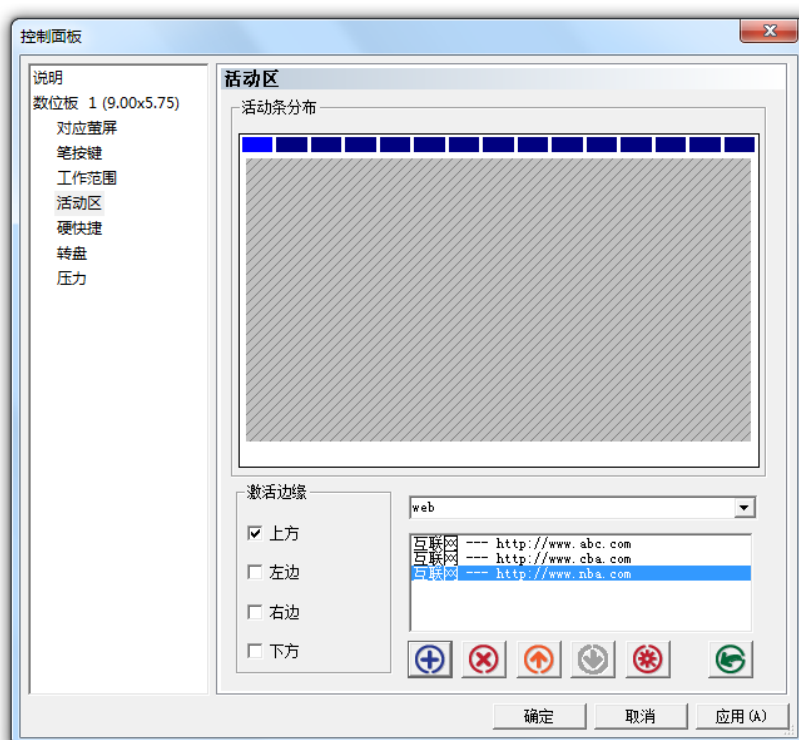 控制面板
说明
数位板 1 (9.00x5.75)
对应萤屏
笔按键
工作范围
活动区
硬快捷
转盘
压力
活动区
活动条分布
激活边缘
上方
左边
右边
下方
web
互联网 --- http://www.abc.com
互联网 --- http://www.cba.com
互联网 --- http://www.nba.com
确定
取消
应用(A)